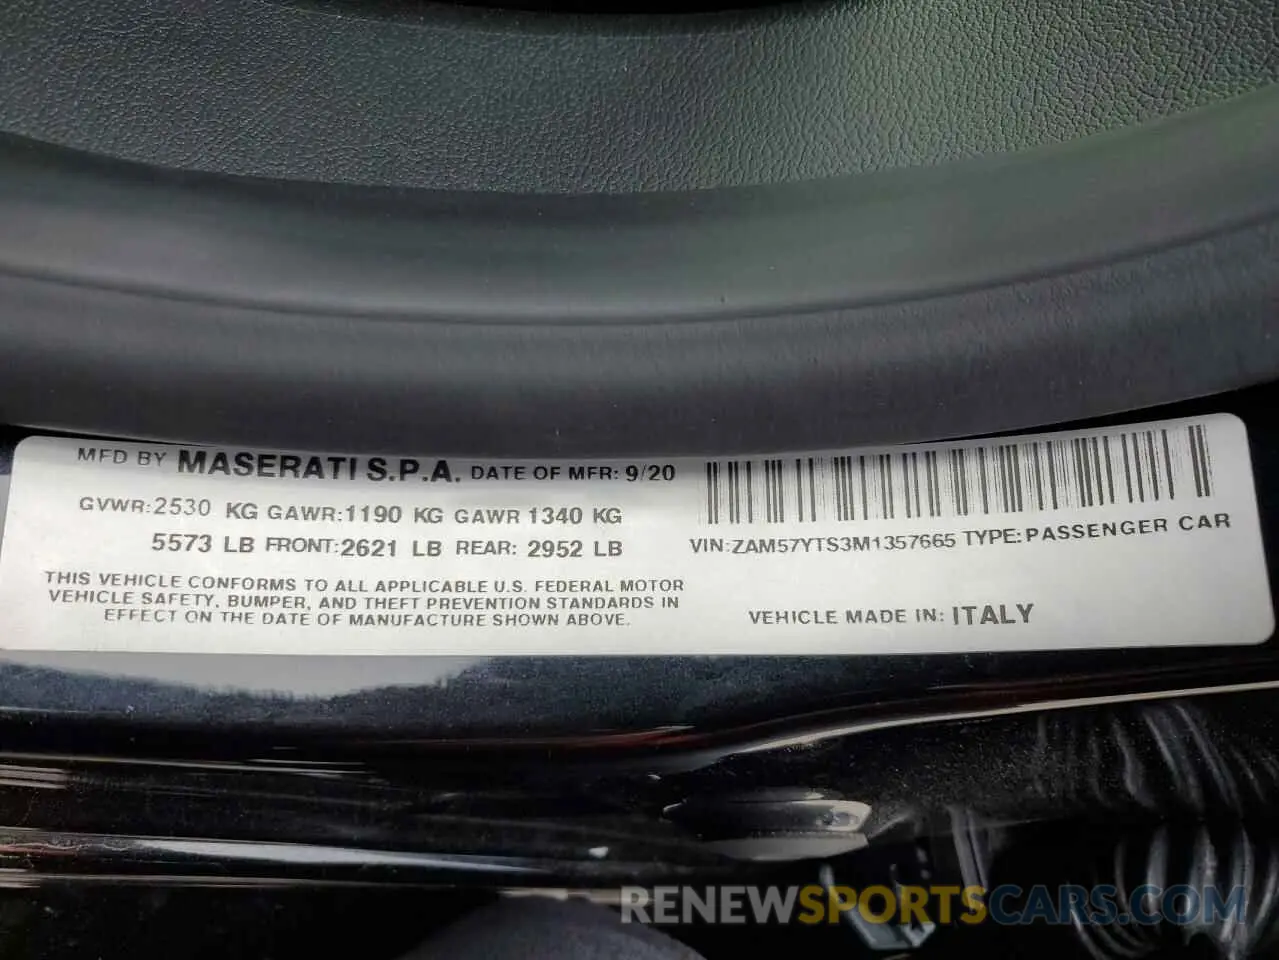 MFD BY MASERATI S.P.A. DATE OF MFR: 9/20
GVWR:2530 KG GAWR:1190 KG GAWR 1340 KG
5573 LB FRONT:2621 LB REAR: 2952 LB
THIS VEHICLE CONFORMS TO ALL APPLICABLE U.S. FEDERAL MOTOR
VEHICLE SAFETY, BUMPER, AND THEFT PREVENTION STANDARDS IN
EFFECT ON THE DATE OF MANUFACTURE SHOWN ABOVE.
VIN:ZAM57YTS3M1357665 TYPE:PASSENGER CAR
VEHICLE MADE IN: ITALY
RENEWSPORTSCARS.COM